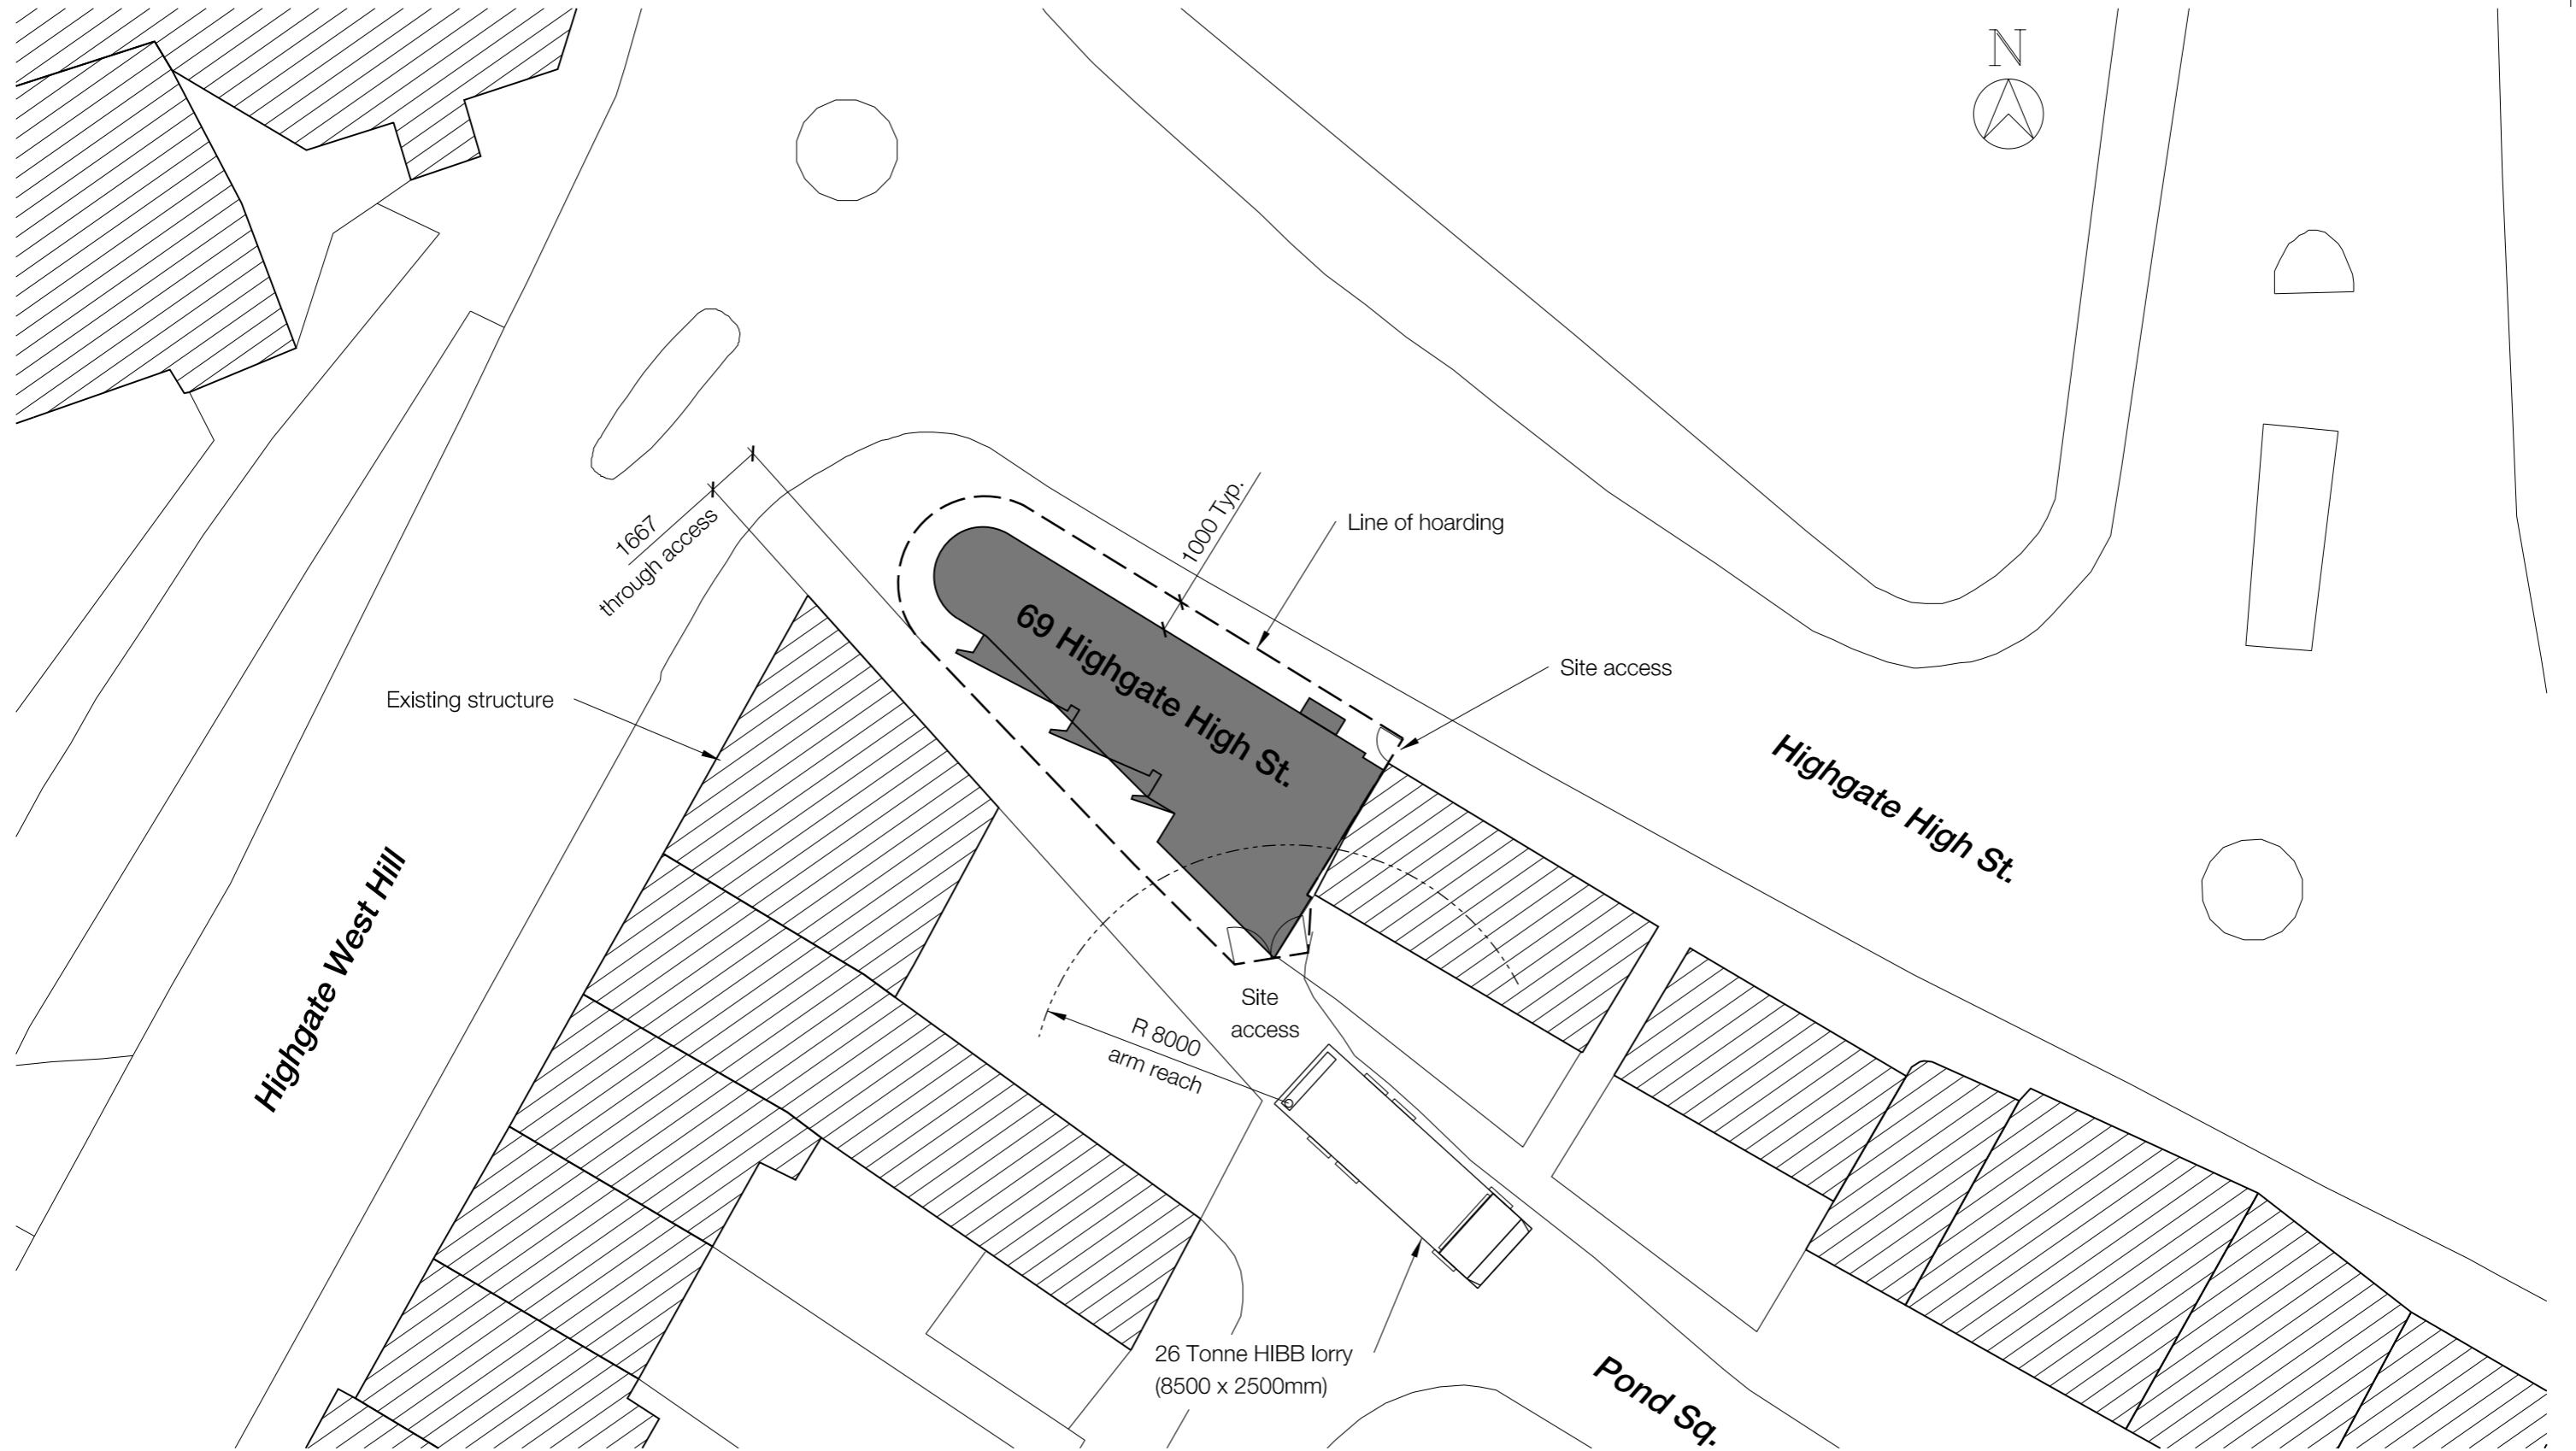 N
1667
through access
1000 Typ.
Line of hoarding
69 Highgate High St.
Site access
Existing structure
Highgate High St.
Highgate West Hill
Site
access
R 8000
arm reach
26 Tonne HIBB lorry
(8500 x 2500mm)
Pond Sq.